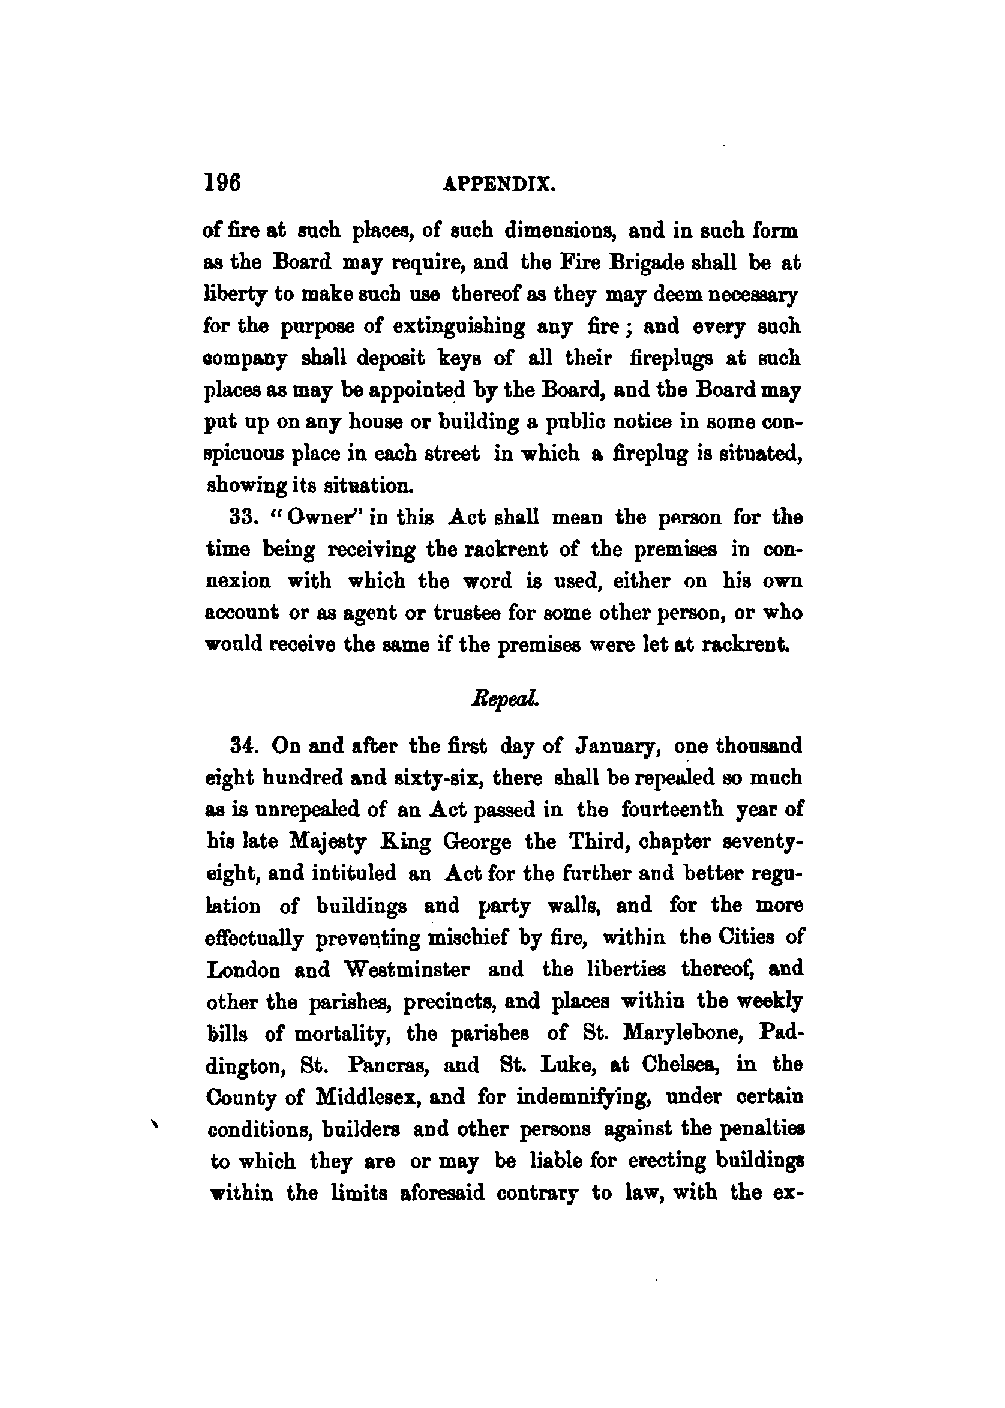 196 APPENDIX.
of fire at such places, of such dimensions, and in such form
as the Board may require, and the Fire Brigade shall be at
liberty to make such use thereof as they may deem necessary
for the purpose of extinguishing any fire ; and every such
company shall deposit keys of all their fireplugs at such
places as may be appointed by the Board, and the Board may
put up on any house or building a public notice in some con-
spicuous place in each street in which a fireplug is situated,
showing its situation.
33. “Owner” in this Act shall mean the person for the
time being receiving the rackrent of the premises in con-
nexion with which the word is used, either on his own
account or as agent or trustee for some other person, or who
would receive the same if the premises were let at rackrent.
Repeal.
34. On and after the first day of January, one thousand
eight hundred and sixty-six, there shall be repealed so much
as is unrepealed of an Act passed in the fourteenth year of
his late Majesty King George the Third, chapter seventy-
eight, and intituled an Act for the further and better regu-
lation of buildings and party walls, and for the more
effectually preventing mischief by fire, within the Cities of
London and Westminster and the liberties thereof, and
other the parishes, precincts, and places within the weekly
bills of mortality, the parishes of St. Marylebone, Pad-
dington, St. Pancras, and St. Luke, at Chelsea, in the
County of Middlesex, and for indemnifying, under certain
conditions, builders and other persons against the penalties
to which they are or may be liable for erecting buildings
within the limits aforesaid contrary to law, with the ex-